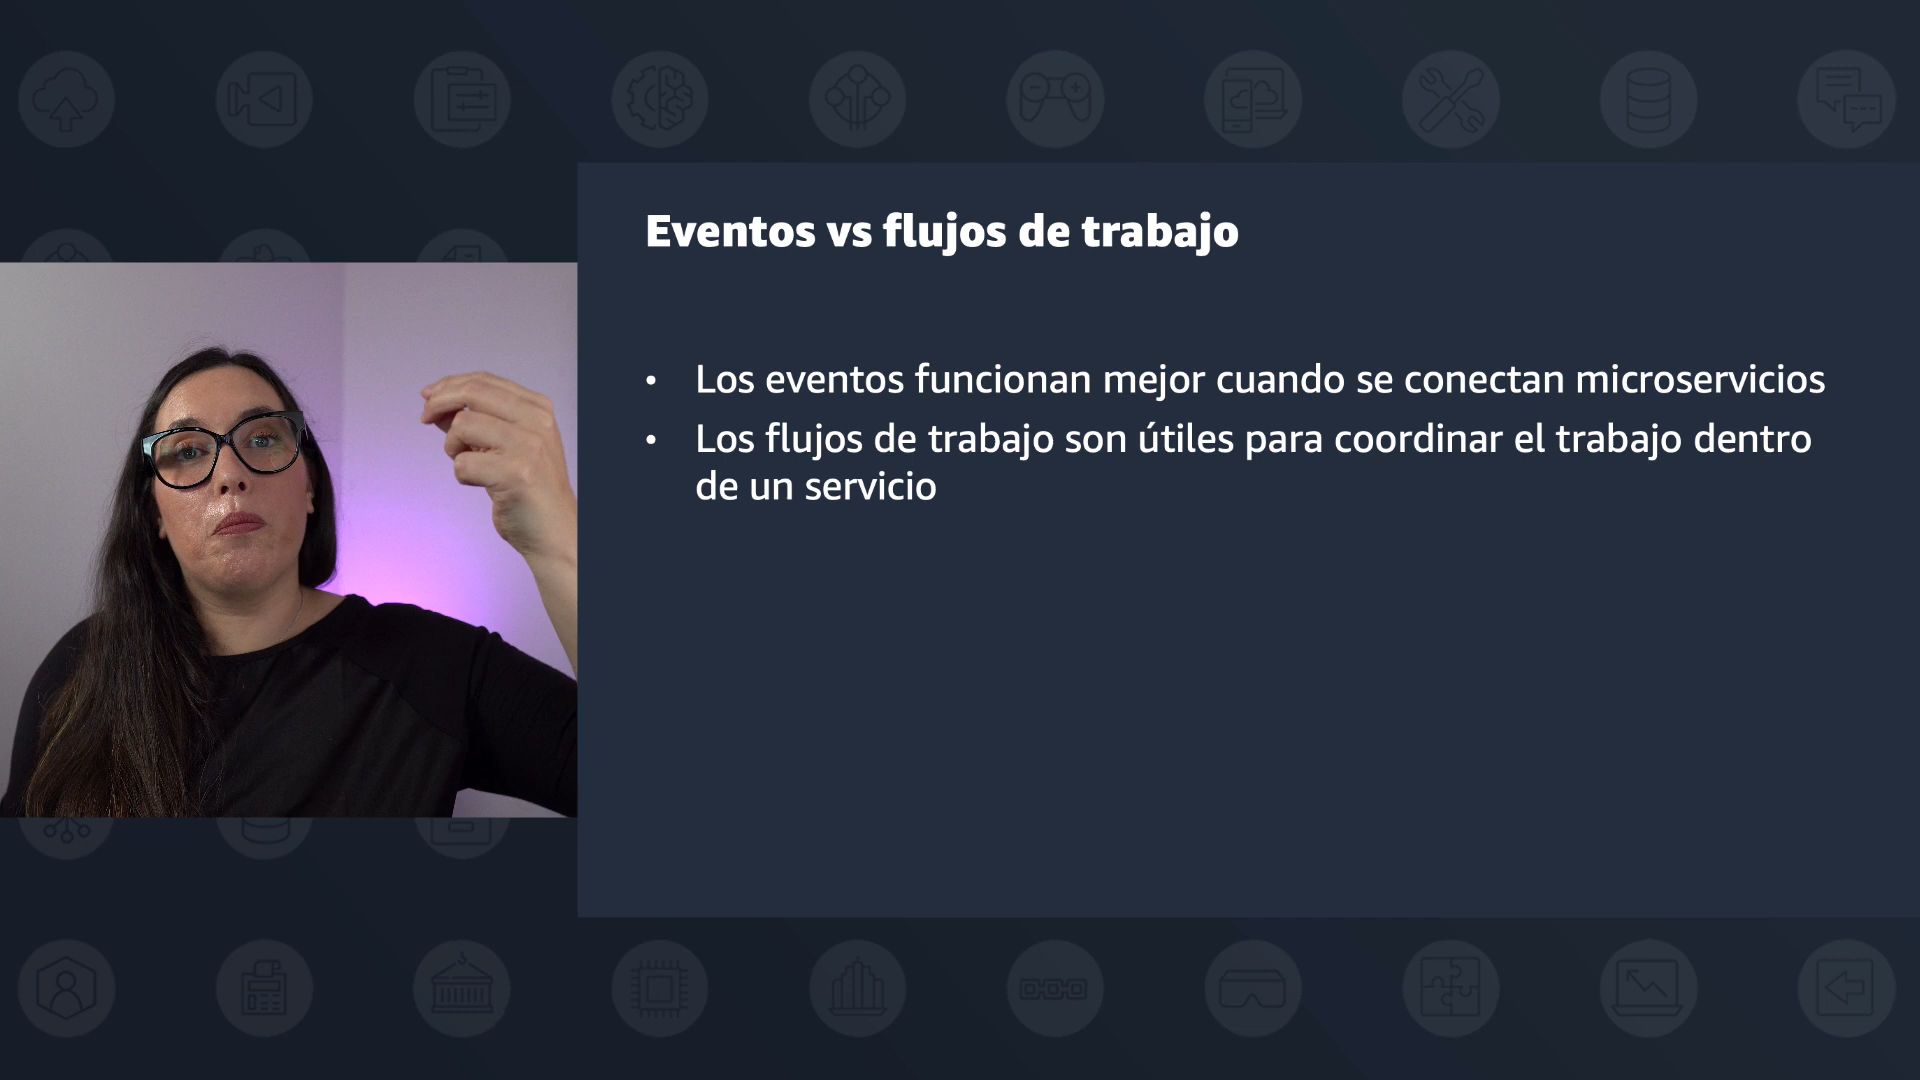 Eventos vs flujos de trabajo
• Los eventos funcionan mejor cuando se conectan microservicios
• Los flujos de trabajo son útiles para coordinar el trabajo dentro
de un servicio